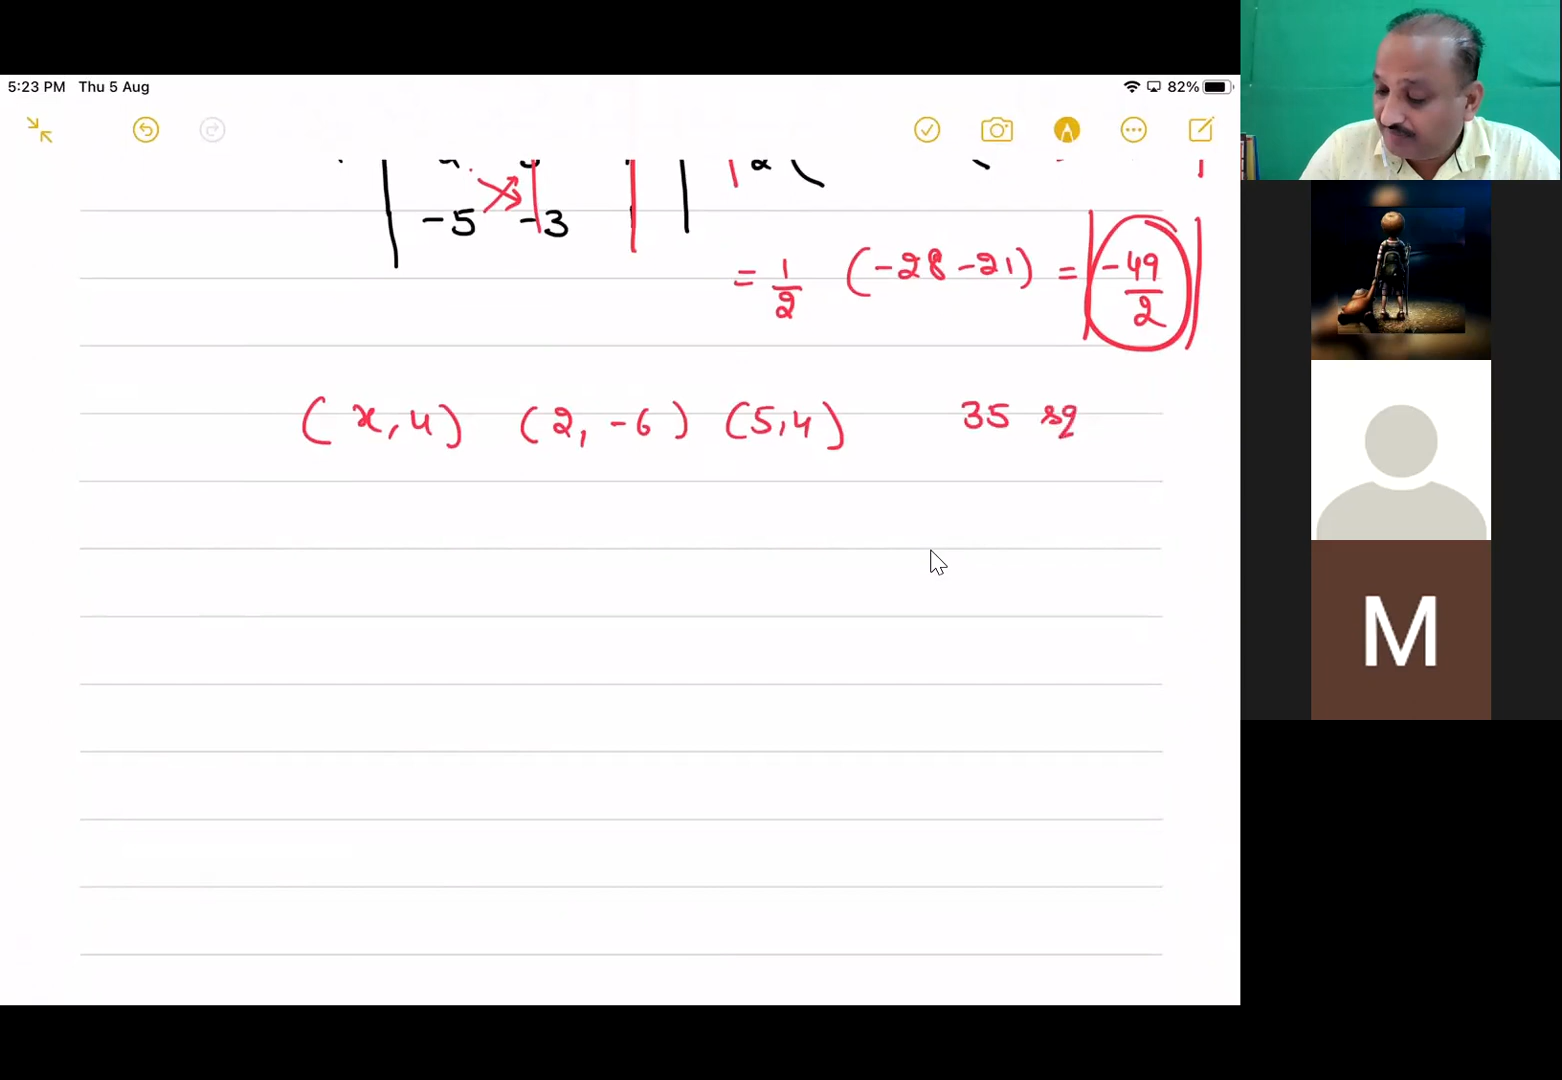 5:23 PM Thu 5 Aug 82%
-5 -3
= 1/2 (-28 -21) = |-49/2|
(x, 4) (2, -6) (5, 4) 35 sq
M